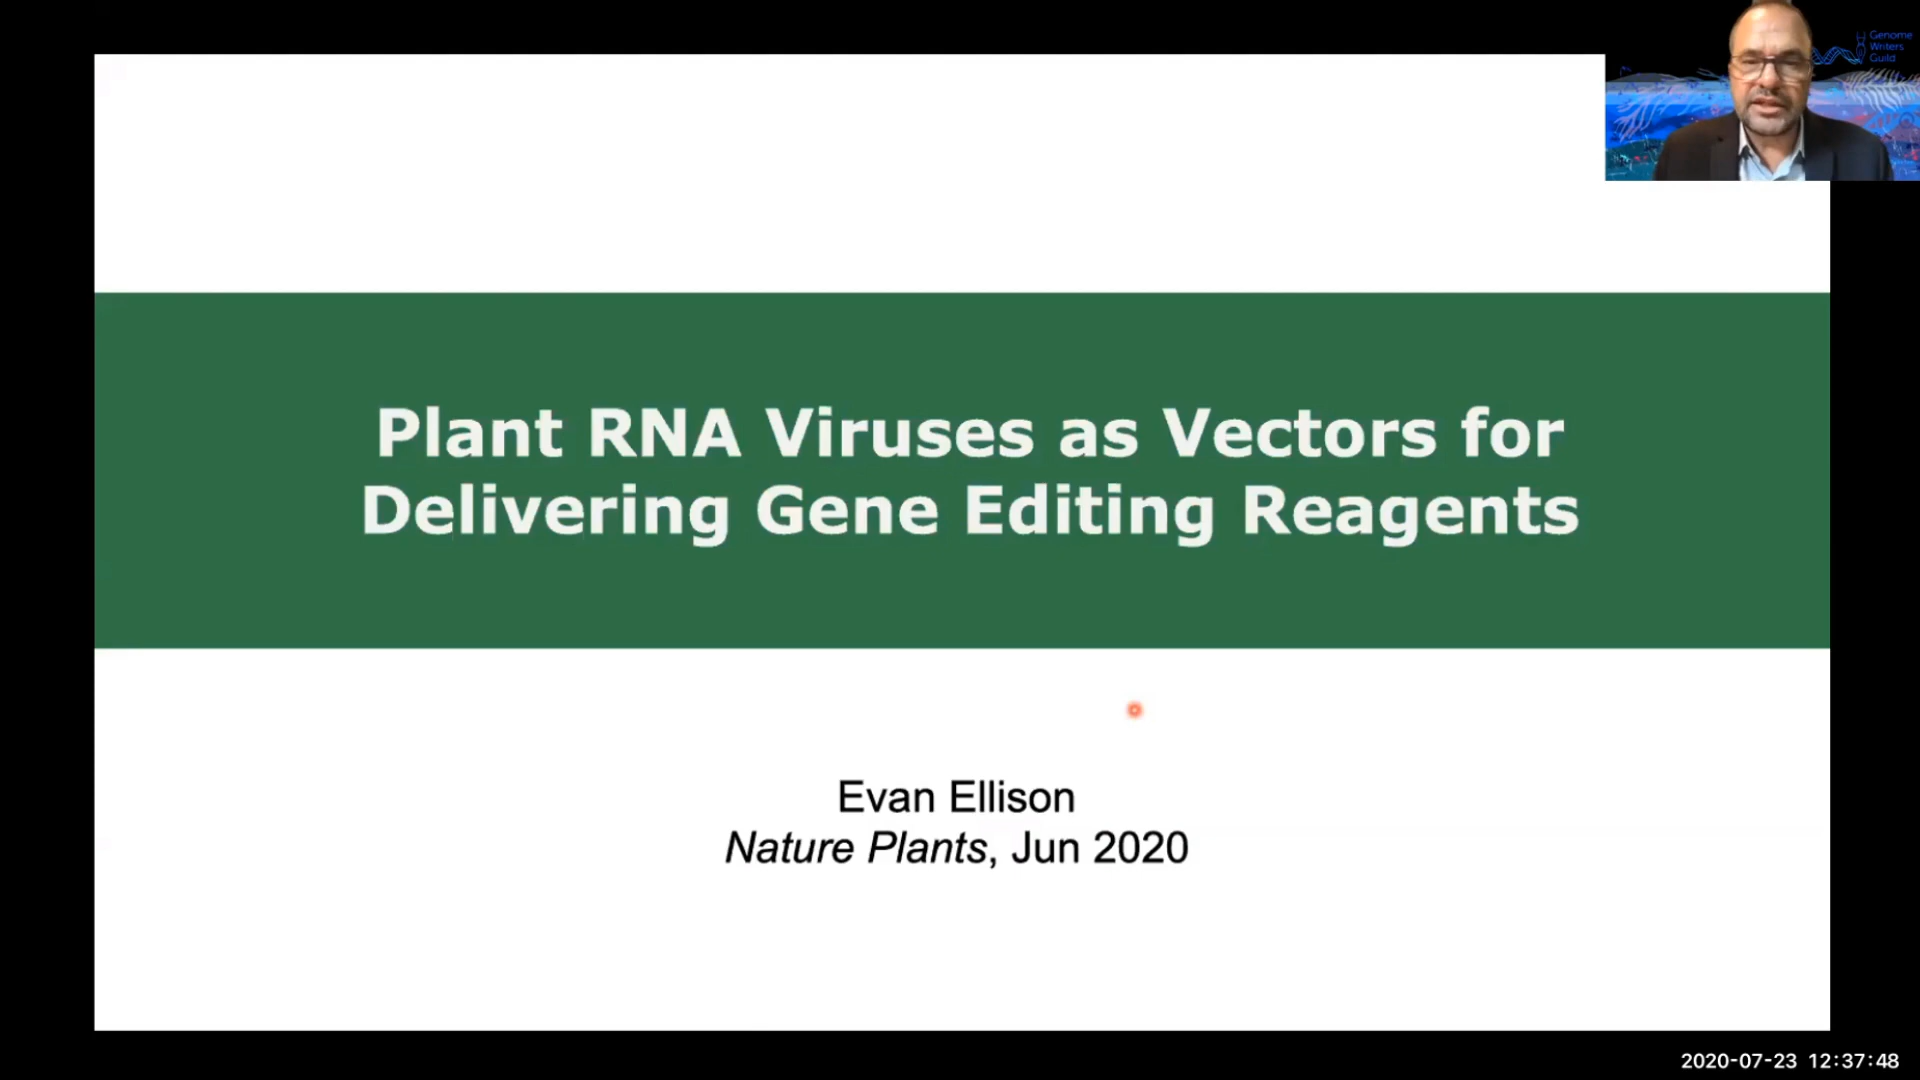 Genome
Writers
Guild
Plant RNA Viruses as Vectors for
Delivering Gene Editing Reagents
Evan Ellison
Nature Plants, Jun 2020
2020-07-23 12:37:48